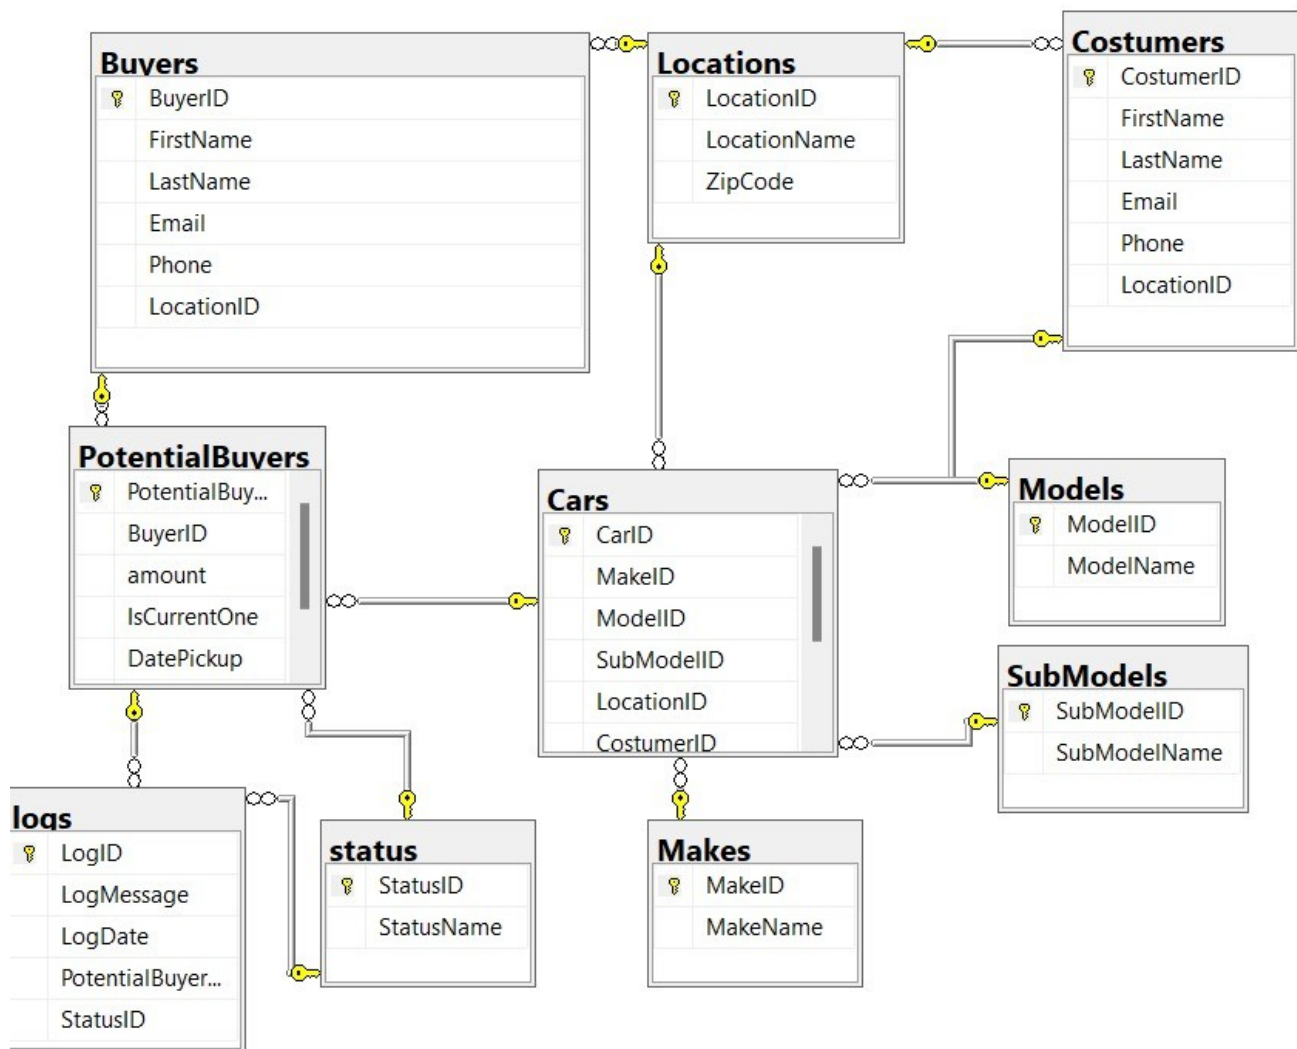 Buyers
BuyerID
FirstName
LastName
Email
Phone
LocationID
Locations
LocationID
LocationName
ZipCode
Costumers
CostumerID
FirstName
LastName
Email
Phone
LocationID
PotentialBuyers
PotentialBuy...
BuyerID
amount
IsCurrentOne
DatePickup
Cars
CarID
MakeID
ModelID
SubModelID
LocationID
CostumerID
Models
ModelID
ModelName
SubModels
SubModelID
SubModelName
logs
LogID
LogMessage
LogDate
PotentialBuyer...
StatusID
status
StatusID
StatusName
Makes
MakeID
MakeName